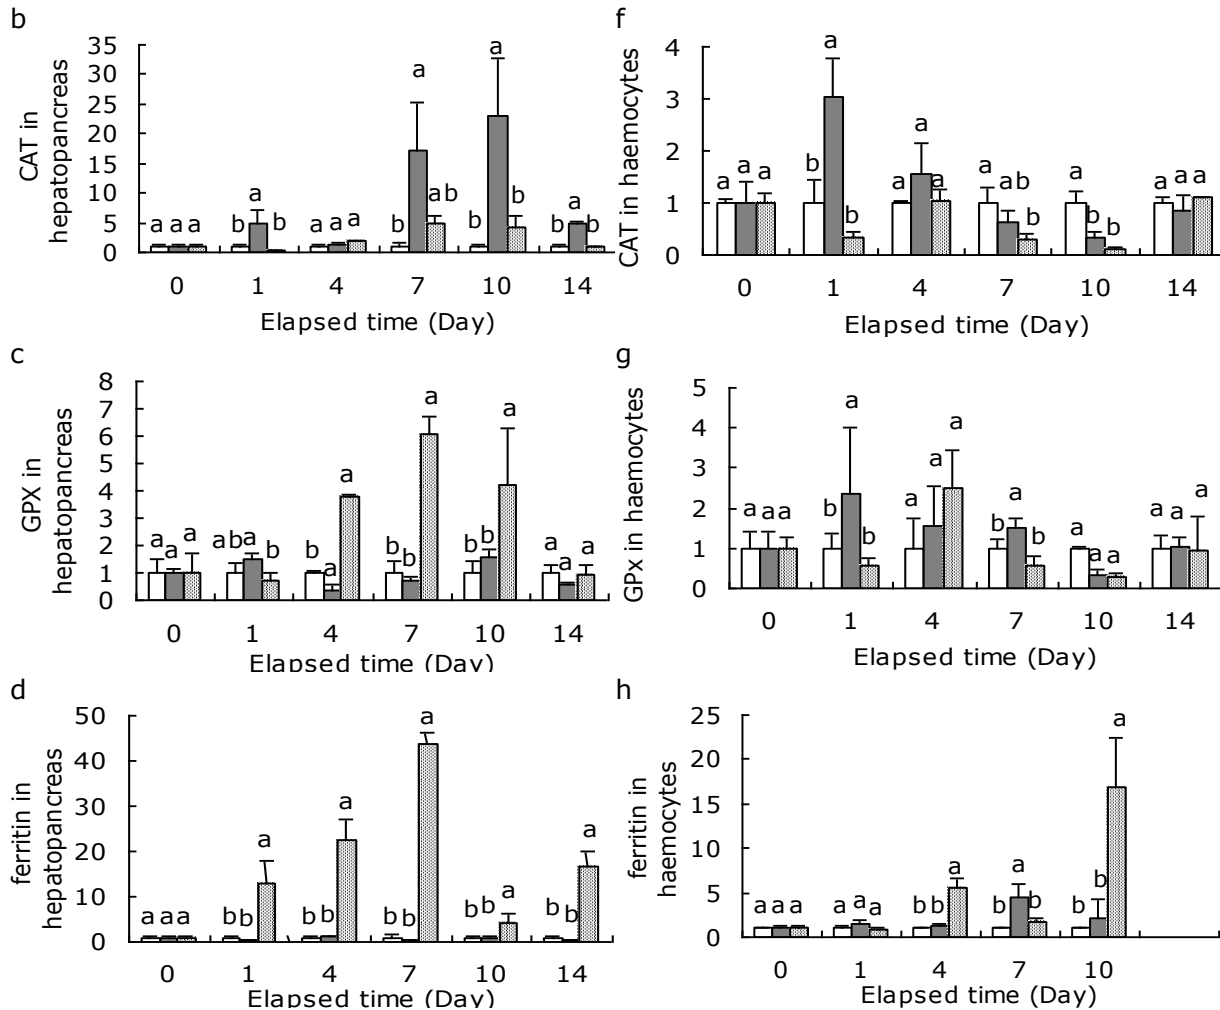 b
CAT in
hepatopancreas
35
30
25
20
15
10
5
0
a a a
b a b
a a a
b a ab
b a b
b a b
0 1 4 7 10 14
Elapsed time (Day)
f
CAT in haemocytes
4
3
2
1
0
a a a
b a b
a a a
a ab b
a b b
a a a
0 1 4 7 10 14
Elapsed time (Day)
c
GPX in
hepatopancreas
8
7
6
5
4
3
2
1
0
a a a
ab a b
b a a
b b a
b b a
a a a
0 1 4 7 10 14
Elapsed time (Day)
g
GPx in haemocytes
5
4
3
2
1
0
a a a
b a b
a a a
b a b
a a a
a a a
0 1 4 7 10 14
Elapsed time (Day)
d
ferritin in
hepatopancreas
50
40
30
20
10
0
a a a
b b a
b b a
b b a
b b a
b b a
0 1 4 7 10 14
Elapsed time (Day)
h
ferritin in
haemocytes
25
20
15
10
5
0
a a a
a a a
b b a
b a b
b b a
0 1 4 7 10
Elapsed time (Day)